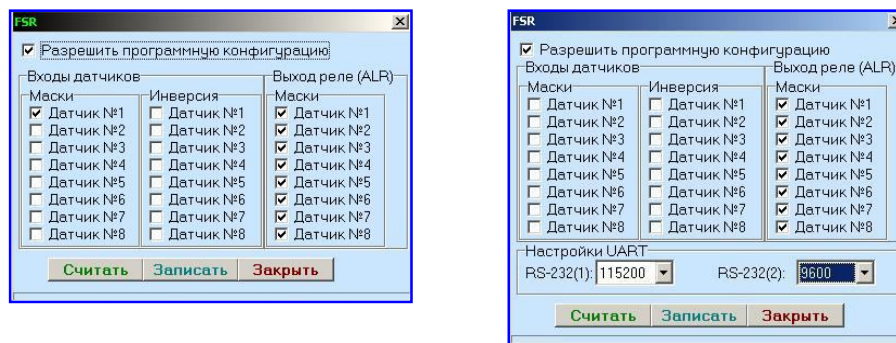 FSR
Разрешить программную конфигурацию
Входы датчиков Выход реле (ALR)
Маски Инверсия Маски
Датчик №1 Датчик №1 Датчик №1
Датчик №2 Датчик №2 Датчик №2
Датчик №3 Датчик №3 Датчик №3
Датчик №4 Датчик №4 Датчик №4
Датчик №5 Датчик №5 Датчик №5
Датчик №6 Датчик №6 Датчик №6
Датчик №7 Датчик №7 Датчик №7
Датчик №8 Датчик №8 Датчик №8
Считать Записать Закрыть
FSR
Разрешить программную конфигурацию
Входы датчиков Выход реле (ALR)
Маски Инверсия Маски
Датчик №1 Датчик №1 Датчик №1
Датчик №2 Датчик №2 Датчик №2
Датчик №3 Датчик №3 Датчик №3
Датчик №4 Датчик №4 Датчик №4
Датчик №5 Датчик №5 Датчик №5
Датчик №6 Датчик №6 Датчик №6
Датчик №7 Датчик №7 Датчик №7
Датчик №8 Датчик №8 Датчик №8
Настройки UART
RS-232(1): 115200 RS-232(2): 9600
Считать Записать Закрыть